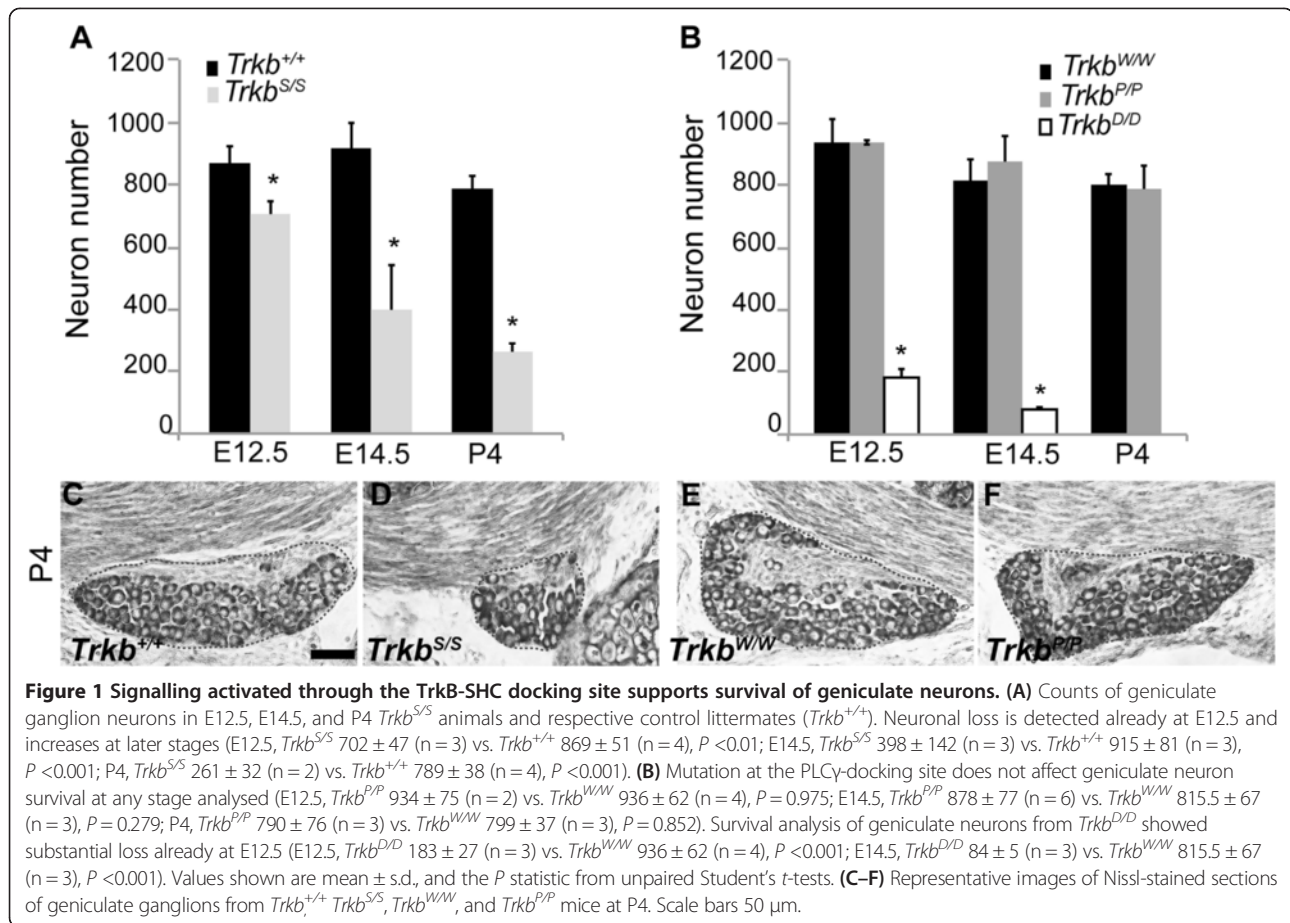 A
1200
1000
800
600
400
200
0
Neuron number
Trkb+/+
TrkbS/S
*
*
*
E12.5 E14.5 P4
B
1200
1000
800
600
400
200
0
Neuron number
TrkbW/W
TrkbP/P
TrkbD/D
*
*
E12.5 E14.5 P4
P4
C
Trkb+/+
D
TrkbS/S
E
TrkbW/W
F
TrkbP/P
Figure 1 Signalling activated through the TrkB-SHC docking site supports survival of geniculate neurons. (A) Counts of geniculate
ganglion neurons in E12.5, E14.5, and P4 TrkbS/S animals and respective control littermates (Trkb+/+). Neuronal loss is detected already at E12.5 and
increases at later stages (E12.5, TrkbS/S 702 ± 47 (n = 3) vs. Trkb+/+ 869 ± 51 (n = 4), P <0.01; E14.5, TrkbS/S 398 ± 142 (n = 3) vs. Trkb+/+ 915 ± 81 (n = 3),
P <0.001; P4, TrkbS/S 261 ± 32 (n = 2) vs. Trkb+/+ 789 ± 38 (n = 4), P <0.001). (B) Mutation at the PLCγ-docking site does not affect geniculate neuron
survival at any stage analysed (E12.5, TrkbP/P 934 ± 75 (n = 2) vs. TrkbW/W 936 ± 62 (n = 4), P = 0.975; E14.5, TrkbP/P 878 ± 77 (n = 6) vs. TrkbW/W 815.5 ± 67
(n = 3), P = 0.279; P4, TrkbP/P 790 ± 76 (n = 3) vs. TrkbW/W 799 ± 37 (n = 3), P = 0.852). Survival analysis of geniculate neurons from TrkbD/D showed
substantial loss already at E12.5 (E12.5, TrkbD/D 183 ± 27 (n = 3) vs. TrkbW/W 936 ± 62 (n = 4), P <0.001; E14.5, TrkbD/D 84 ± 5 (n = 3) vs. TrkbW/W 815.5 ± 67
(n = 3), P <0.001). Values shown are mean ± s.d., and the P statistic from unpaired Student's t-tests. (C–F) Representative images of Nissl-stained sections
of geniculate ganglions from Trkb,+/+ TrkbS/S, TrkbW/W, and TrkbP/P mice at P4. Scale bars 50 μm.